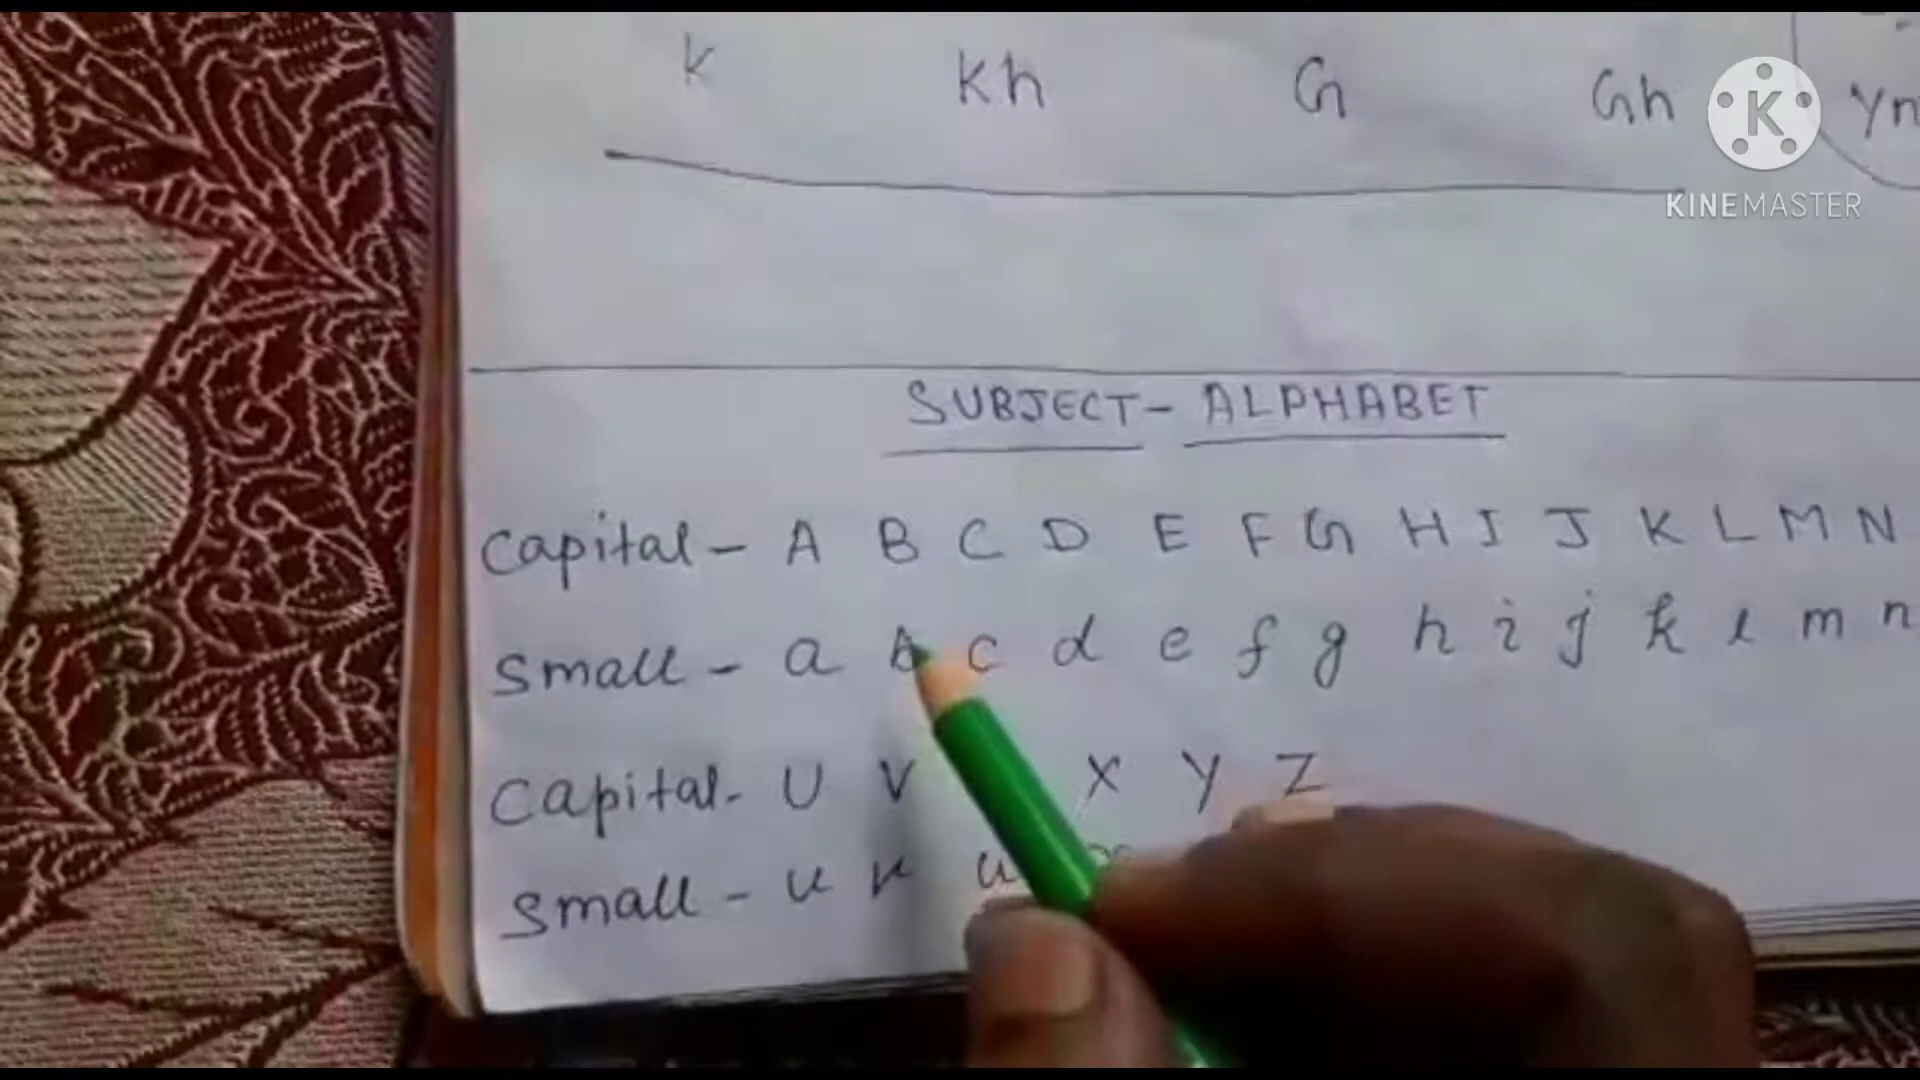 k Kh G Gh Yn
KINEMASTER
SUBJECT - ALPHABET
Capital - A B C D E F G H I J K L M N
Small - a b c d e f g h i j k l m n
Capital - U V X Y Z
Small - u v w x